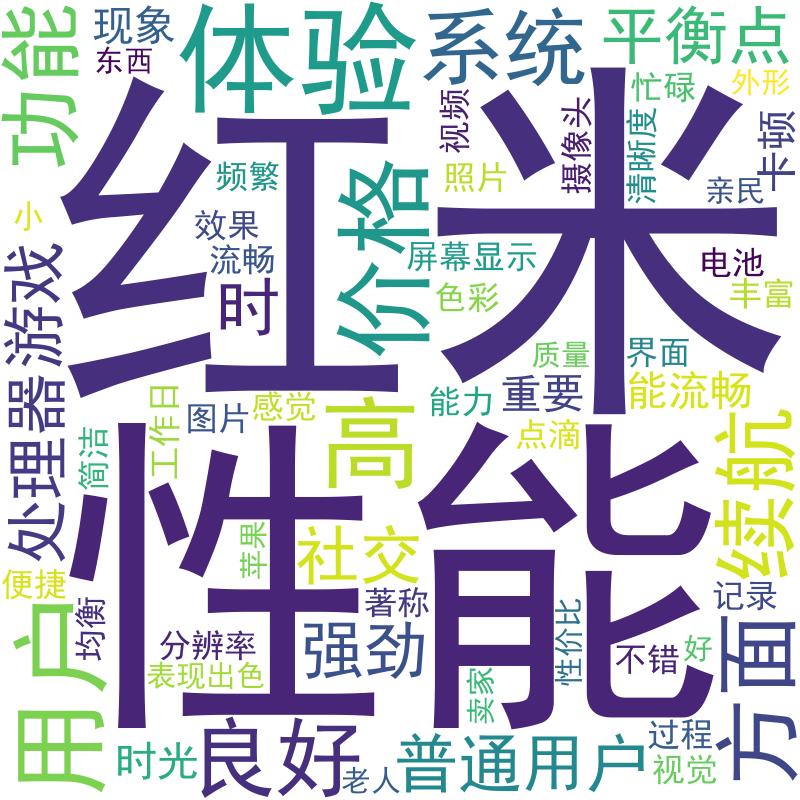 功能
现象
东西
体验
系统
平衡点
忙碌
外形
视频
摄像头
清晰度
卡顿
亲民
红米
频繁
照片
小
效果
流畅
时
价格
屏幕显示
电池
色彩
丰富
游戏
处理器
质量
界面
工作日
图片
感觉
高
能力
重要
能流畅
点滴
续航
简洁
性能
苹果
社交
便捷
均衡
著称
记录
分辨率
强劲
性价比
不错
好
方面
表现出色
卖家
用户
时光
良好
老人
普通用户
过程
视觉